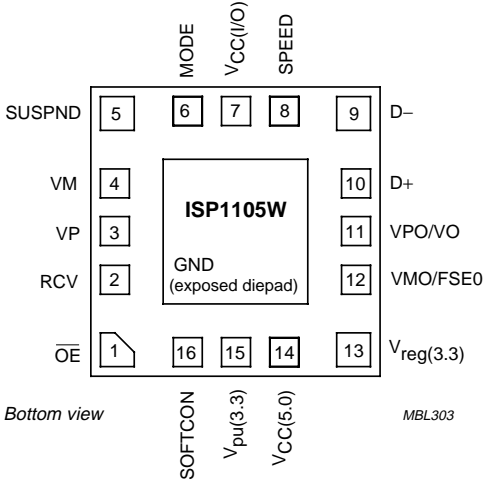 MODE
VCC(I/O)
SPEED
SUSPND
5
6
7
8
9
D−
VM
4
10
D+
ISP1105W
VP
3
11
VPO/VO
RCV
2
GND
(exposed diepad)
12
VMO/FSE0
OE
1
16
15
14
13
Vreg(3.3)
SOFTCON
Vpu(3.3)
VCC(5.0)
Bottom view
MBL303